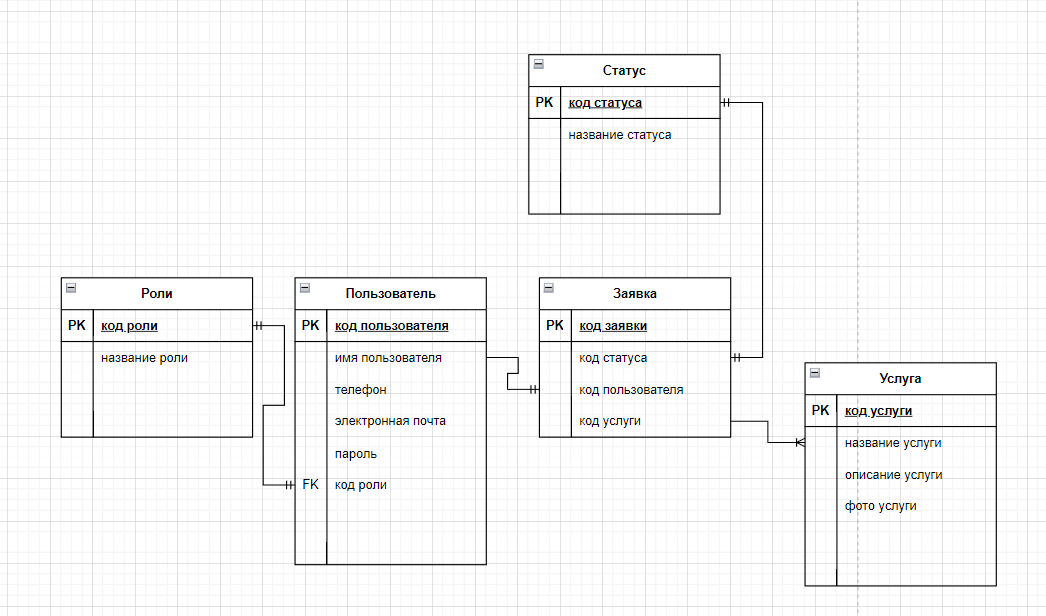 Статус
PK код статуса
название статуса
Роли
PK код роли
название роли
Пользователь
PK код пользователя
имя пользователя
телефон
электронная почта
пароль
FK код роли
Заявка
PK код заявки
код статуса
код пользователя
код услуги
Услуга
PK код услуги
название услуги
описание услуги
фото услуги